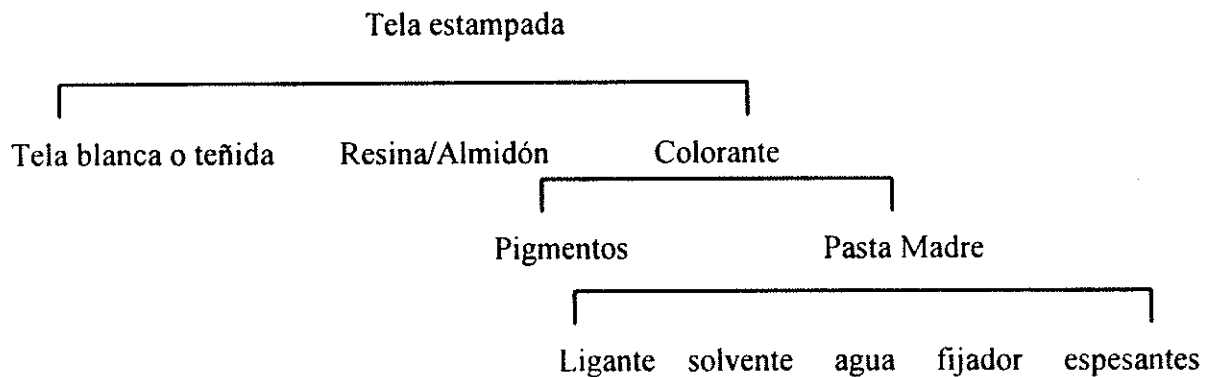 Tela estampada
Tela blanca o teñida Resina/Almidón Colorante
Pigmentos Pasta Madre
Ligante solvente agua fijador espesantes